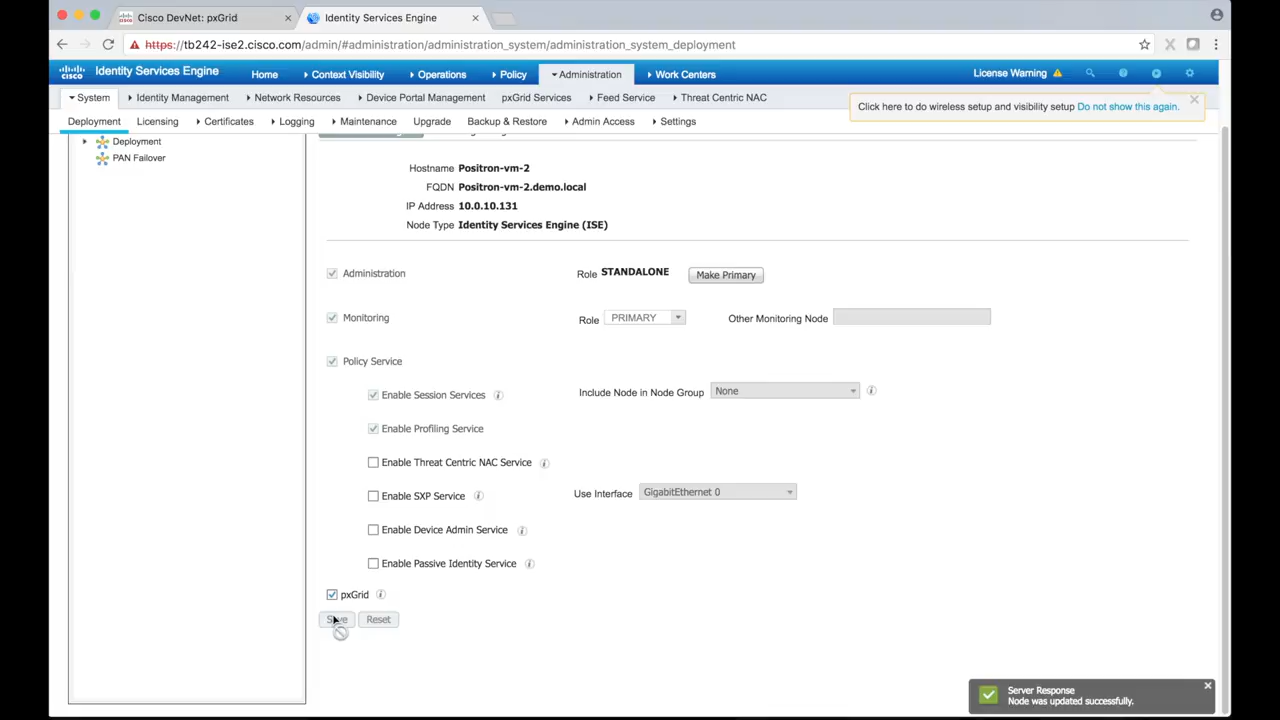 Cisco DevNet: pxGrid
Identity Services Engine
https://tb242-ise2.cisco.com/admin/#administration/administration_system/administration_system_deployment
CISCO Identity Services Engine Home Context Visibility Operations Policy Administration Work Centers License Warning
System Identity Management Network Resources Device Portal Management pxGrid Services Feed Service Threat Centric NAC
Click here to do wireless setup and visibility setup Do not show this again.
Deployment Licensing Certificates Logging Maintenance Upgrade Backup & Restore Admin Access Settings
Deployment
PAN Failover
Hostname Positron-vm-2
FQDN Positron-vm-2.demo.local
IP Address 10.0.10.131
Node Type Identity Services Engine (ISE)
Administration Role STANDALONE Make Primary
Monitoring Role PRIMARY Other Monitoring Node
Policy Service
Enable Session Services Include Node in Node Group None
Enable Profiling Service
Enable Threat Centric NAC Service
Enable SXP Service Use Interface GigabitEthernet 0
Enable Device Admin Service
Enable Passive Identity Service
pxGrid
Save Reset
Server Response
Node was updated successfully.